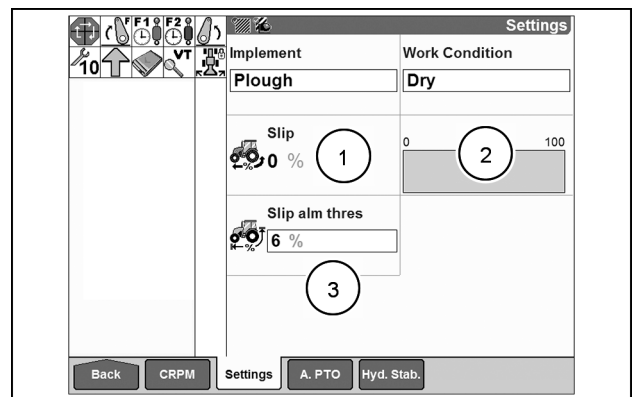 F F1 F2
Settings
10 VT
Implement
Work Condition
Plough
Dry
Slip
0 %
1
0 100
2
Slip alm thres
6 %
3
Back CRPM Settings A. PTO Hyd. Stab.